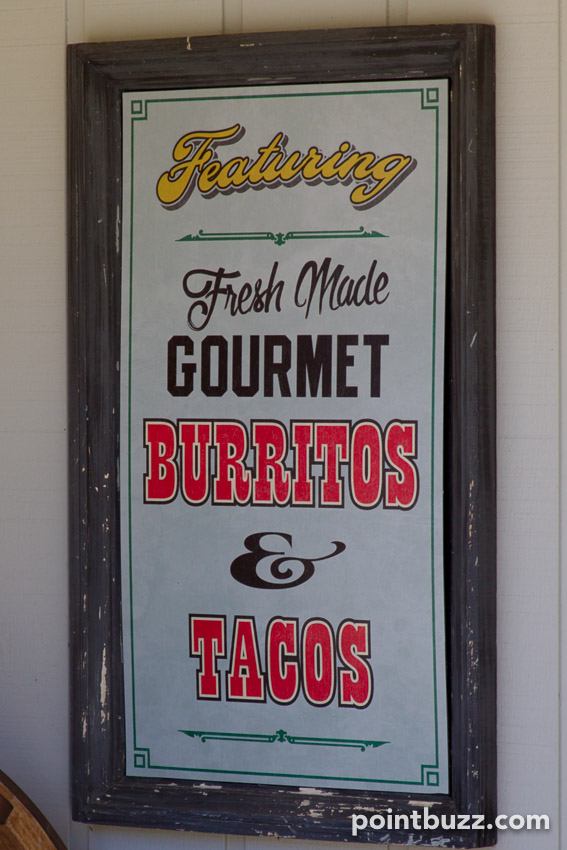 Featuring
Fresh Made
GOURMET
BURRITOS
&
TACOS
pointbuzz.com